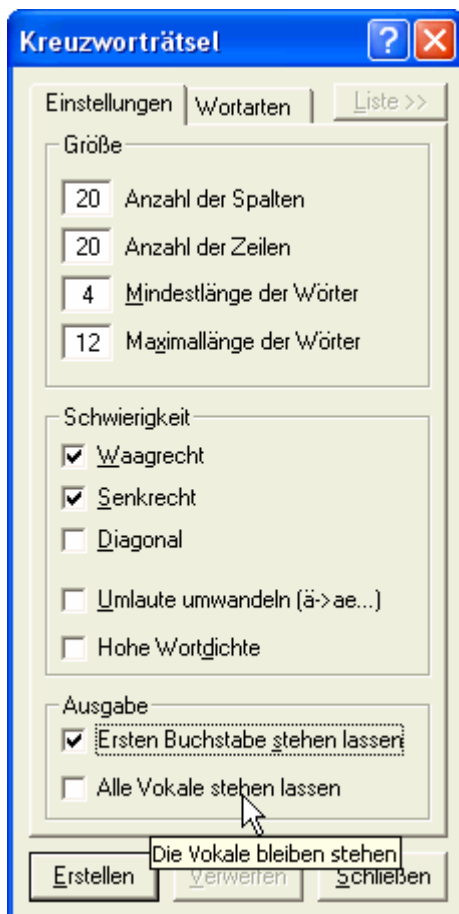 Kreuzworträtsel
Einstellungen Wortarten Liste >>
Größe
20 Anzahl der Spalten
20 Anzahl der Zeilen
4 Mindestlänge der Wörter
12 Maximallänge der Wörter
Schwierigkeit
Waagrecht
Senkrecht
Diagonal
Umlaute umwandeln (ä->ae...)
Hohe Wortdichte
Ausgabe
Ersten Buchstabe stehen lassen
Alle Vokale stehen lassen
Die Vokale bleiben stehen
Erstellen Verwerfen Schließen